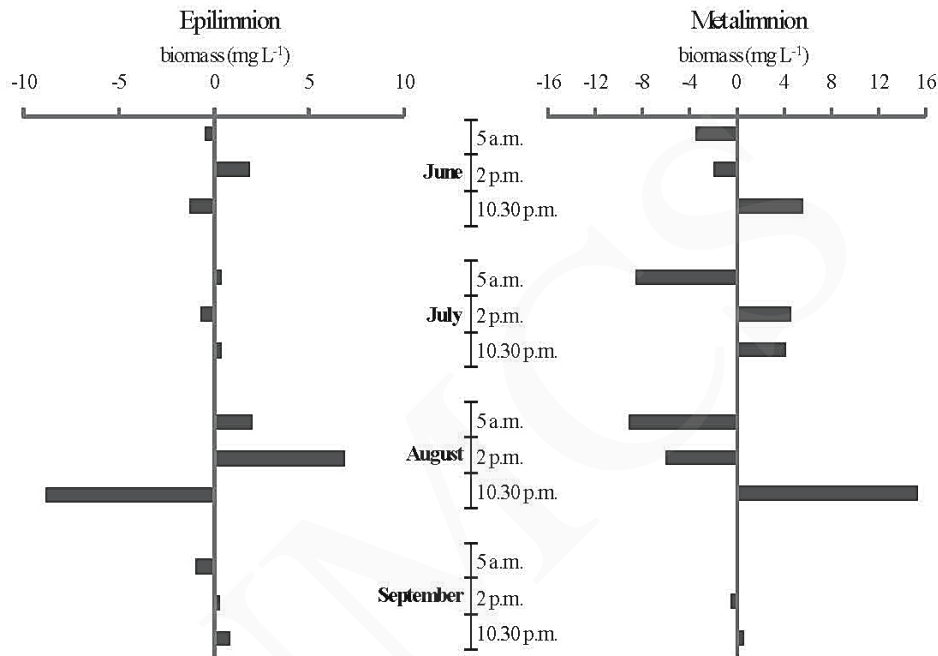 Epilimnion
biomass (mg L-1)
-10 -5 0 5 10
Metalimnion
biomass (mg L-1)
-16 -12 -8 -4 0 4 8 12 16
June
5 a.m.
2 p.m.
10.30 p.m.
July
5 a.m.
2 p.m.
10.30 p.m.
August
5 a.m.
2 p.m.
10.30 p.m.
September
5 a.m.
2 p.m.
10.30 p.m.